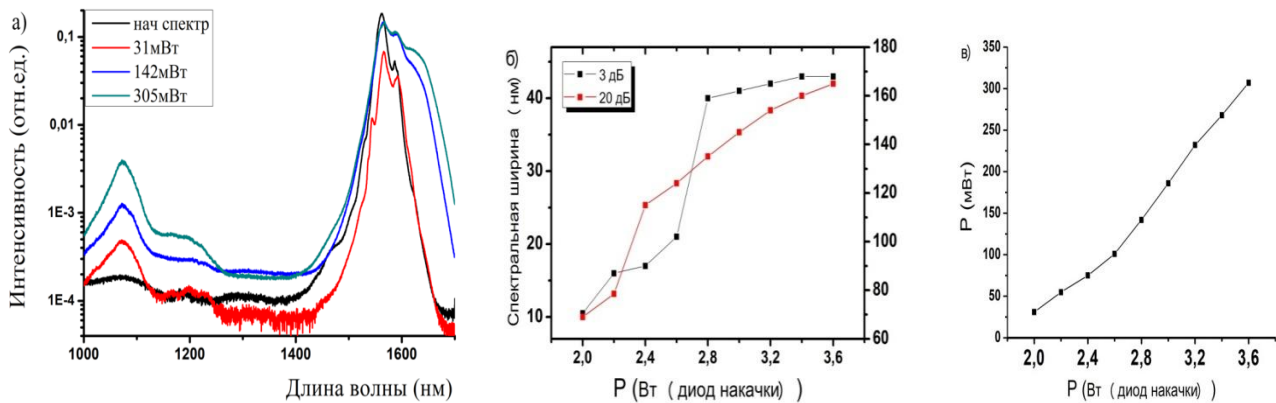 а)
Интенсивность (отн.ед.)
0,1
0,01
1E-3
1E-4
нач спектр
31мВт
142мВт
305мВт
1000 1200 1400 1600
Длина волны (нм)
б)
Спектральная ширина ( нм)
40
30
20
10
3 дБ
20 дБ
180
160
140
120
100
80
60
2,0 2,4 2,8 3,2 3,6
P (Вт ( диод накачки )
в)
P (мВт)
350
300
250
200
150
100
50
0
2,0 2,4 2,8 3,2 3,6
P (Вт ( диод накачки )